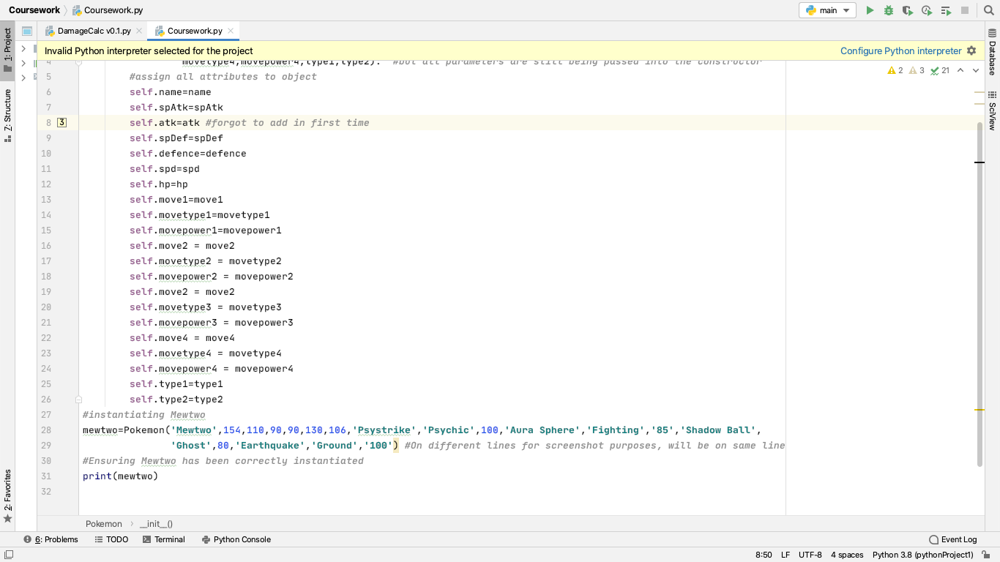 Coursework Coursework.py main
DamageCalc v0.1.py Coursework.py
Invalid Python interpreter selected for the project Configure Python interpreter
4 movetype4,movepower4,type1,type2): #but all parameters are still being passed into the constructor
2 3 21
5 #assign all attributes to object
6 self.name=name
7 self.spAtk=spAtk
8 3 self.atk=atk #forgot to add in first time
9 self.spDef=spDef
10 self.defence=defence
11 self.spd=spd
12 self.hp=hp
13 self.move1=move1
14 self.movetype1=movetype1
15 self.movepower1=movepower1
16 self.move2 = move2
17 self.movetype2 = movetype2
18 self.movepower2 = movepower2
19 self.move2 = move2
20 self.movetype3 = movetype3
21 self.movepower3 = movepower3
22 self.move4 = move4
23 self.movetype4 = movetype4
24 self.movepower4 = movepower4
25 self.type1=type1
26 self.type2=type2
27 #instantiating Mewtwo
28 mewtwo=Pokemon('Mewtwo',154,110,90,90,130,106,'Psystrike','Psychic',100,'Aura Sphere','Fighting','85','Shadow Ball',
29 'Ghost',80,'Earthquake','Ground','100') #On different lines for screenshot purposes, will be on same line
30 #Ensuring Mewtwo has been correctly instantiated
31 print(mewtwo)
32
Pokemon __init__()
6: Problems TODO Terminal Python Console Event Log
8:50 LF UTF-8 4 spaces Python 3.8 (pythonProject1)
1: Project
Z: Structure
2: Favorites
Database
SciView